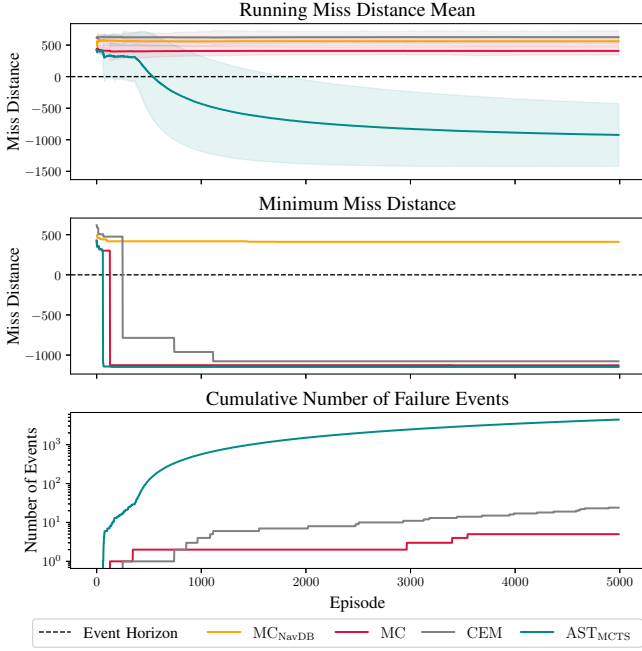 Running Miss Distance Mean
Miss Distance
500
0
−500
−1000
−1500
Minimum Miss Distance
Miss Distance
500
0
−500
−1000
Cumulative Number of Failure Events
Number of Events
10³
10²
10¹
10⁰
0 1000 2000 3000 4000 5000
Episode
Event Horizon MC_NavDB MC CEM AST_MCTS